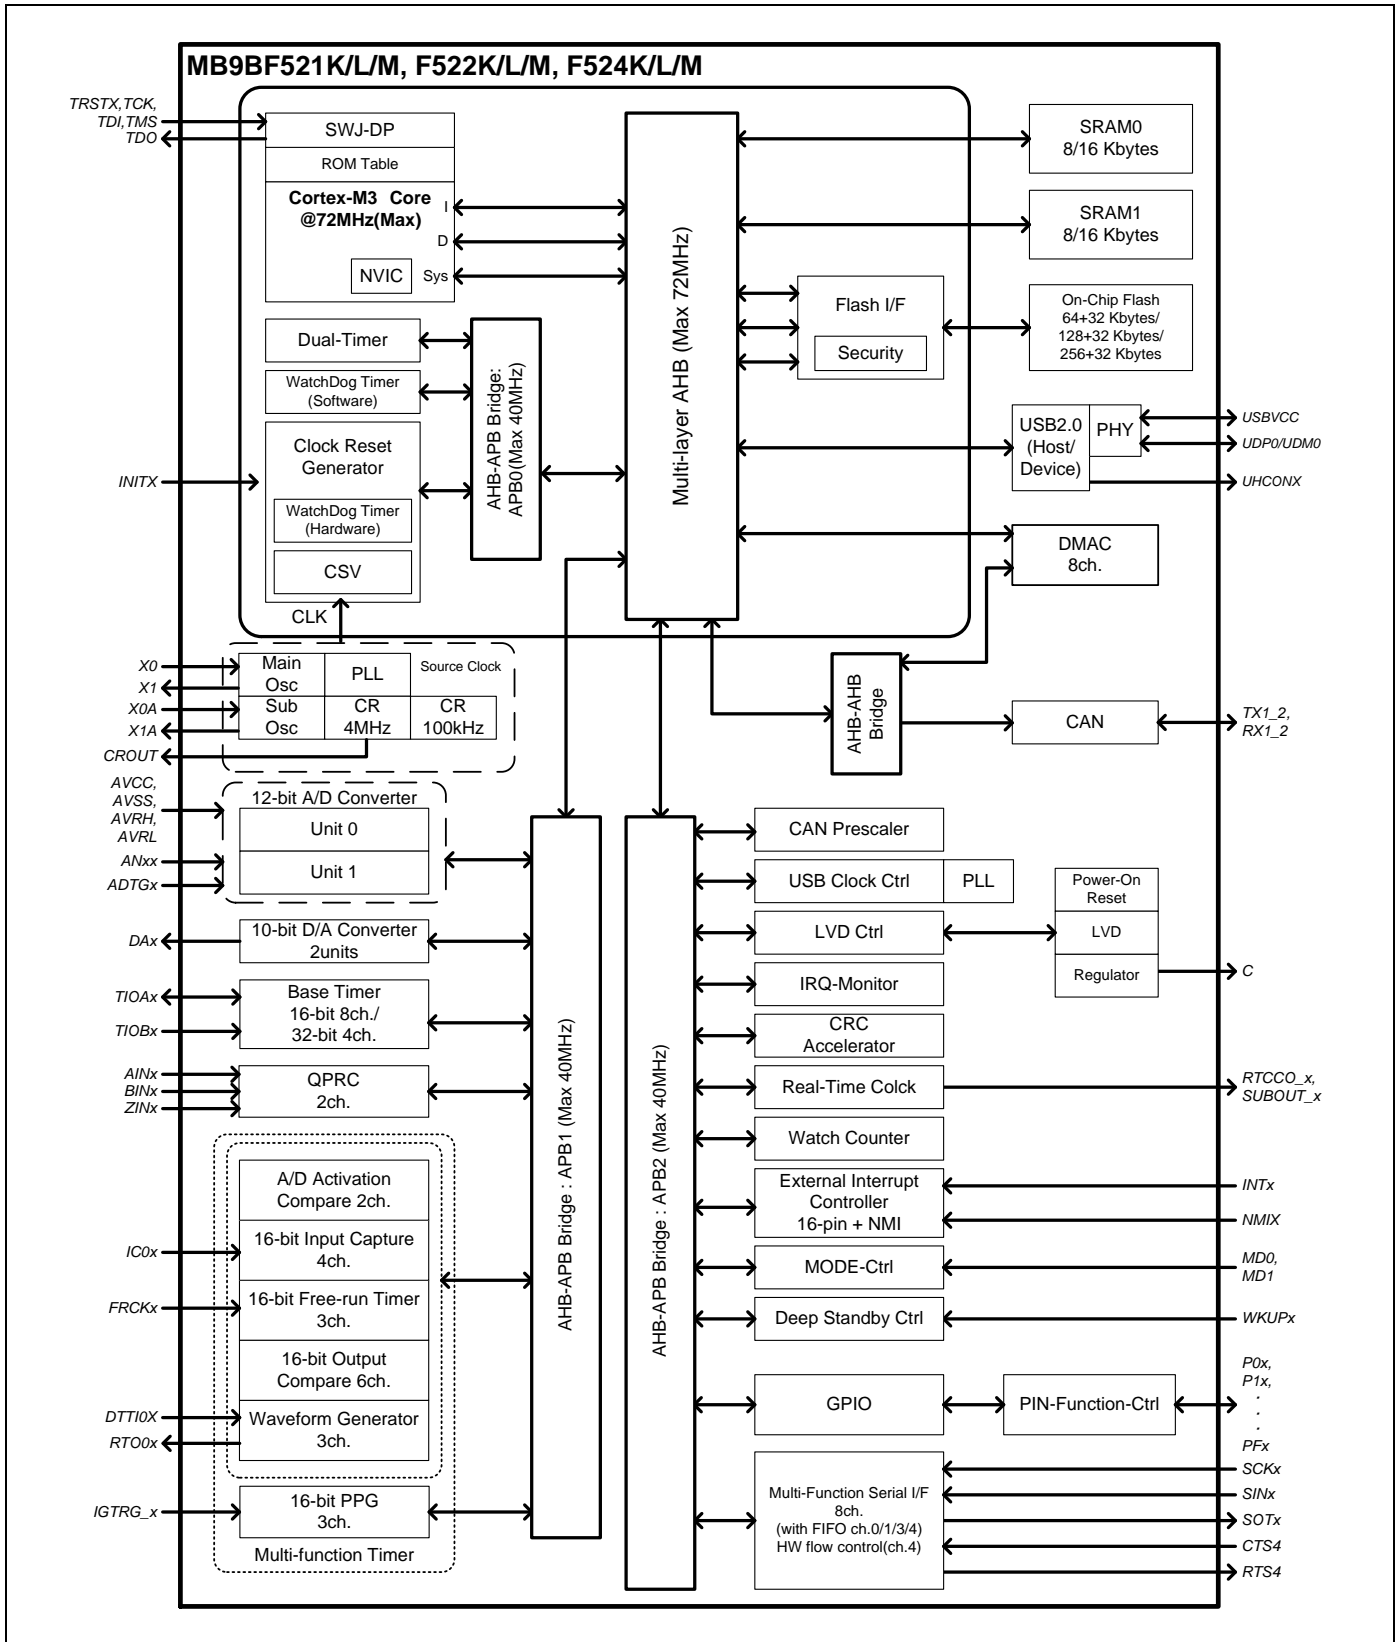 MB9BF521K/L/M, F522K/L/M, F524K/L/M
TRSTX,TCK,
TDI,TMS
TDO
SWJ-DP
ROM Table
Cortex-M3 Core
@72MHz(Max)
I
D
Sys
NVIC
Dual-Timer
WatchDog Timer
(Software)
Clock Reset
Generator
WatchDog Timer
(Hardware)
CSV
CLK
INITX
AHB-APB Bridge:
APB0(Max 40MHz)
Multi-layer AHB (Max 72MHz)
SRAM0
8/16 Kbytes
SRAM1
8/16 Kbytes
Flash I/F
Security
On-Chip Flash
64+32 Kbytes/
128+32 Kbytes/
256+32 Kbytes
USB2.0
(Host/
Device)
PHY
USBVCC
UDP0/UDM0
UHCONX
DMAC
8ch.
AHB-AHB
Bridge
CAN
TX1_2,
RX1_2
X0
X1
X0A
X1A
CROUT
Main
Osc
PLL
Source Clock
Sub
Osc
CR
4MHz
CR
100kHz
AVCC,
AVSS,
AVRH,
AVRL
ANxx
ADTGx
12-bit A/D Converter
Unit 0
Unit 1
DAx
10-bit D/A Converter
2units
TIOAx
TIOBx
Base Timer
16-bit 8ch./
32-bit 4ch.
AINx
BINx
ZINx
QPRC
2ch.
A/D Activation
Compare 2ch.
IC0x
16-bit Input Capture
4ch.
FRCKx
16-bit Free-run Timer
3ch.
16-bit Output
Compare 6ch.
DTTI0X
RTO0x
Waveform Generator
3ch.
IGTRG_x
16-bit PPG
3ch.
Multi-function Timer
AHB-APB Bridge : APB1 (Max 40MHz)
AHB-APB Bridge : APB2 (Max 40MHz)
CAN Prescaler
USB Clock Ctrl
PLL
LVD Ctrl
Power-On
Reset
LVD
Regulator
C
IRQ-Monitor
CRC
Accelerator
Real-Time Colck
RTCCO_x,
SUBOUT_x
Watch Counter
External Interrupt
Controller
16-pin + NMI
INTx
NMIX
MODE-Ctrl
MD0,
MD1
Deep Standby Ctrl
WKUPx
GPIO
PIN-Function-Ctrl
P0x,
P1x,
.
.
.
PFx
Multi-Function Serial I/F
8ch.
(with FIFO ch.0/1/3/4)
HW flow control(ch.4)
SCKx
SINx
SOTx
CTS4
RTS4